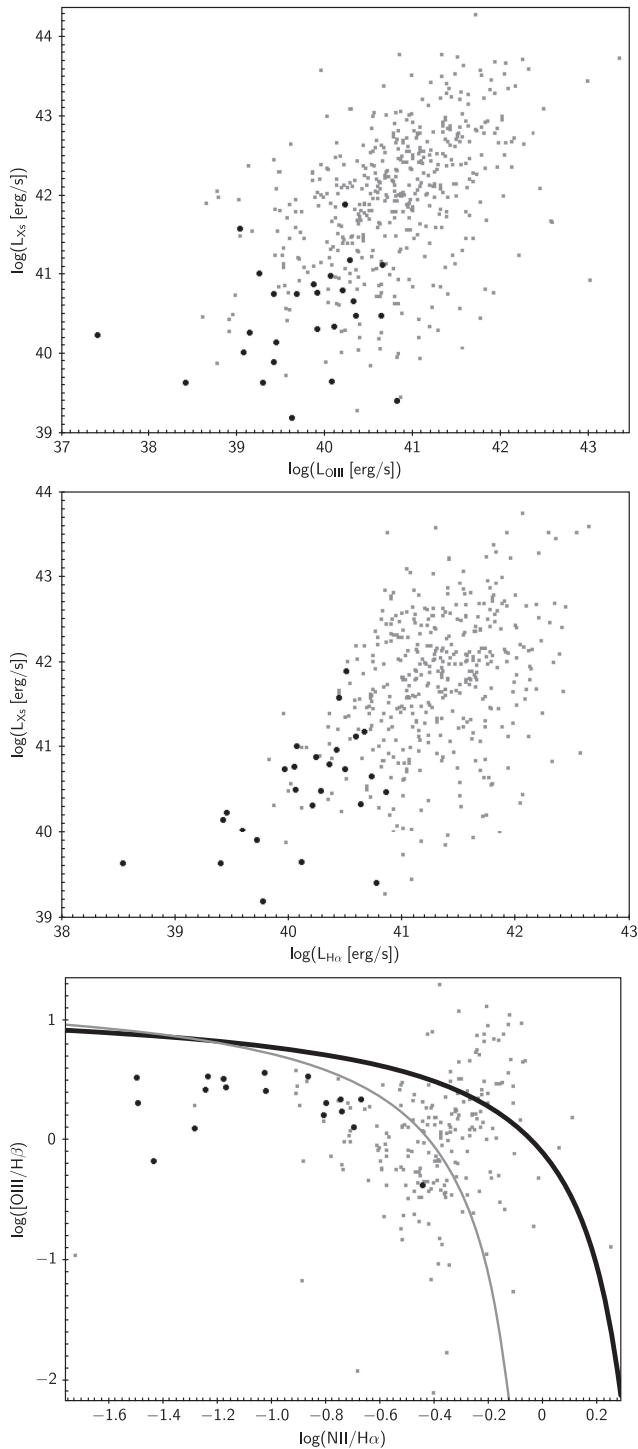 44
43
42
41
40
39
log(L_Xs [erg/s])
37 38 39 40 41 42 43
log(L_OIII [erg/s])
44
43
42
41
40
39
log(L_Xs [erg/s])
38 39 40 41 42 43
log(L_Hα [erg/s])
1
0
−1
−2
log([OIII/Hβ)
−1.6 −1.4 −1.2 −1.0 −0.8 −0.6 −0.4 −0.2 0 0.2
log(NII/Hα)